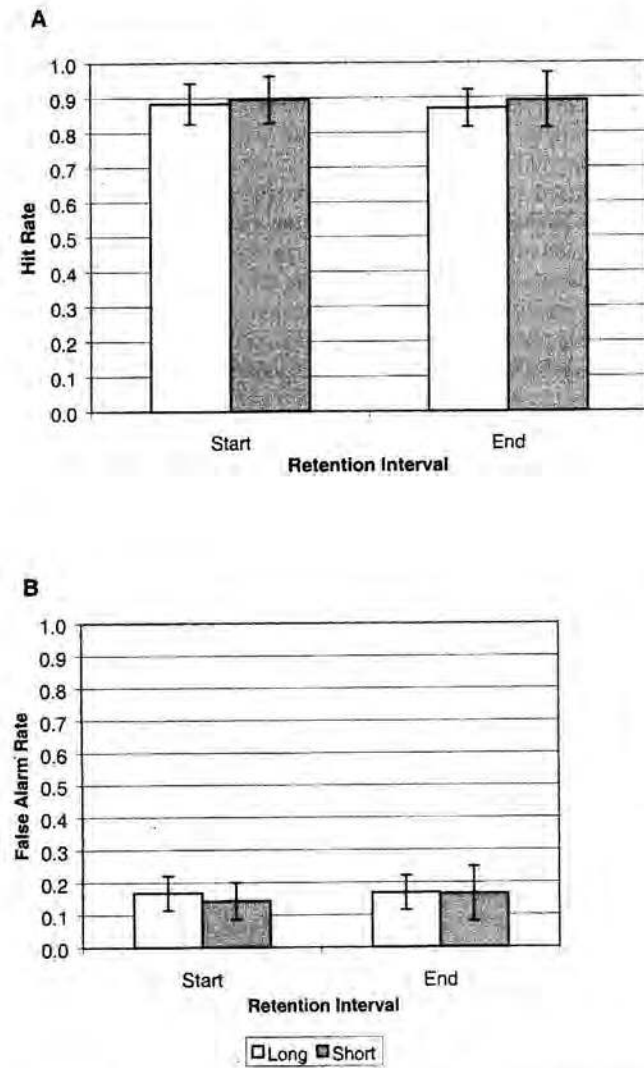 A
1.0
0.9
0.8
0.7
0.6
0.5
0.4
0.3
0.2
0.1
0.0
Hit Rate
Start End
Retention Interval
B
1.0
0.9
0.8
0.7
0.6
0.5
0.4
0.3
0.2
0.1
0.0
False Alarm Rate
Start End
Retention Interval
Long Short